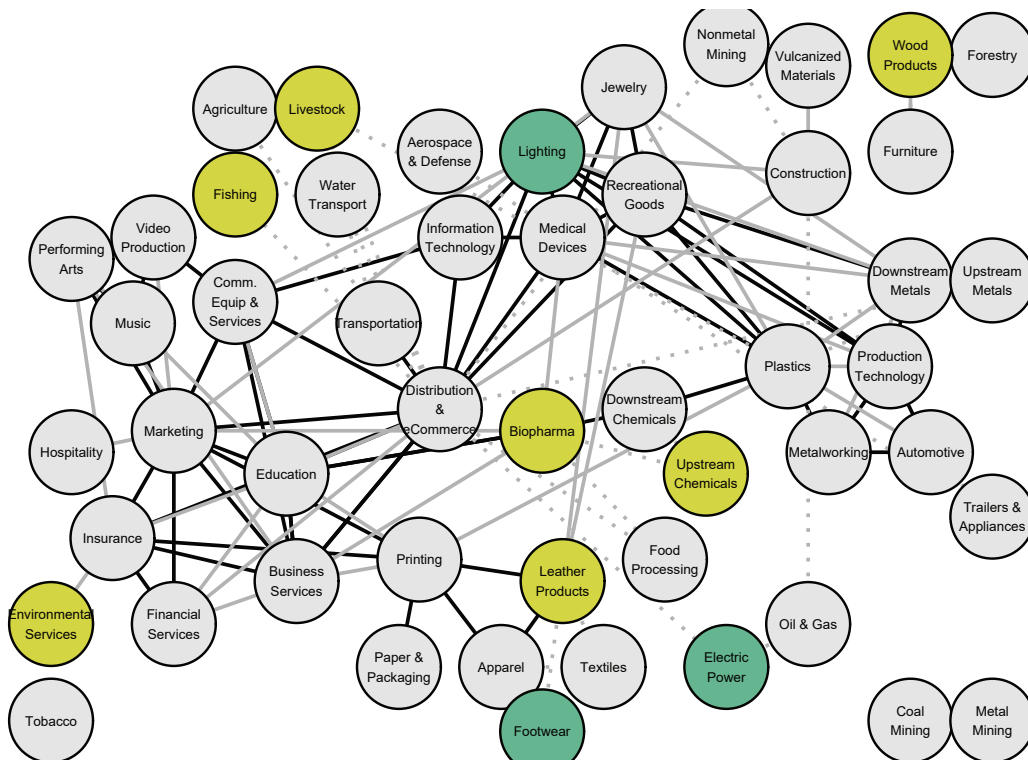 Nonmetal
Mining
Vulcanized
Materials
Wood
Products
Forestry
Jewelry
Agriculture
Livestock
Aerospace
& Defense
Lighting
Furniture
Construction
Fishing
Water
Transport
Recreational
Goods
Information
Technology
Medical
Devices
Video
Production
Performing
Arts
Downstream
Metals
Upstream
Metals
Comm.
Equip &
Services
Music
Transportation
Plastics
Production
Technology
Distribution
&
eCommerce
Downstream
Chemicals
Hospitality
Marketing
Biopharma
Metalworking
Automotive
Education
Upstream
Chemicals
Trailers &
Appliances
Insurance
Printing
Food
Processing
Business
Services
Leather
Products
Environmental
Services
Financial
Services
Oil & Gas
Paper &
Packaging
Apparel
Textiles
Electric
Power
Tobacco
Footwear
Coal
Mining
Metal
Mining